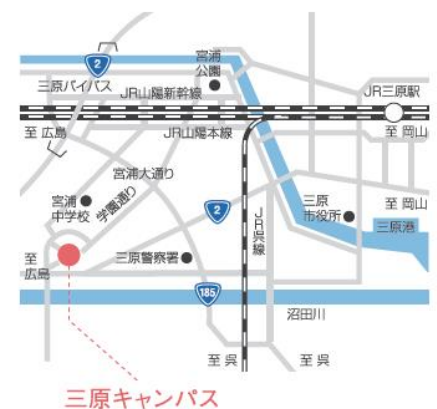 宮浦
公園
2
三原バイパス
JR山陽新幹線
JR三原駅
至 広島
JR山陽本線
至 岡山
宮浦大通り
学園通り
宮浦
中学校
2
JR呉線
三原
市役所
至 岡山
三原港
至
広島
三原警察署
185
沼田川
至 呉
至 呉
三原キャンパス